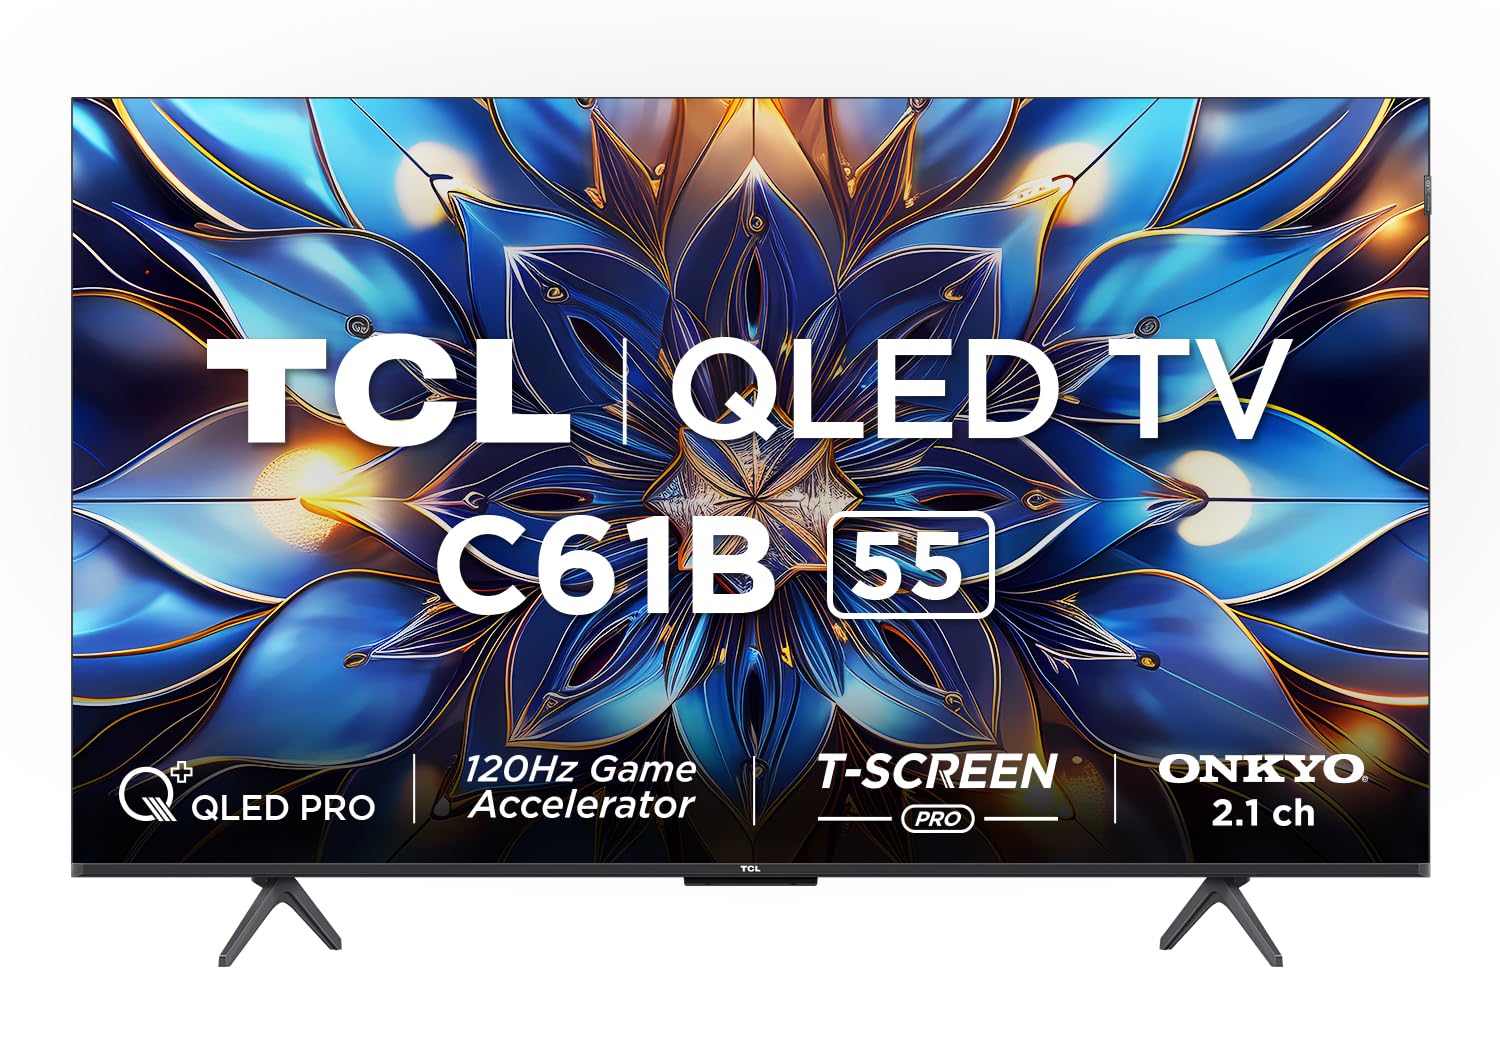 TCL | QLED TV
C61B 55
QLED PRO
120Hz Game
Accelerator
T-SCREEN
PRO
ONKYO®
2.1 ch
TCL